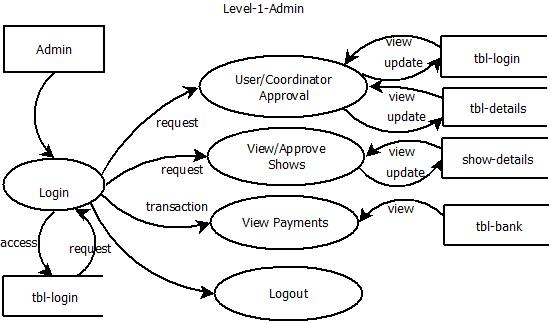 Level-1-Admin
Admin
Login
access
request
tbl-login
request
request
transaction
User/Coordinator
Approval
View/Approve
Shows
View Payments
Logout
view
update
tbl-login
view
update
tbl-details
view
update
show-details
view
tbl-bank